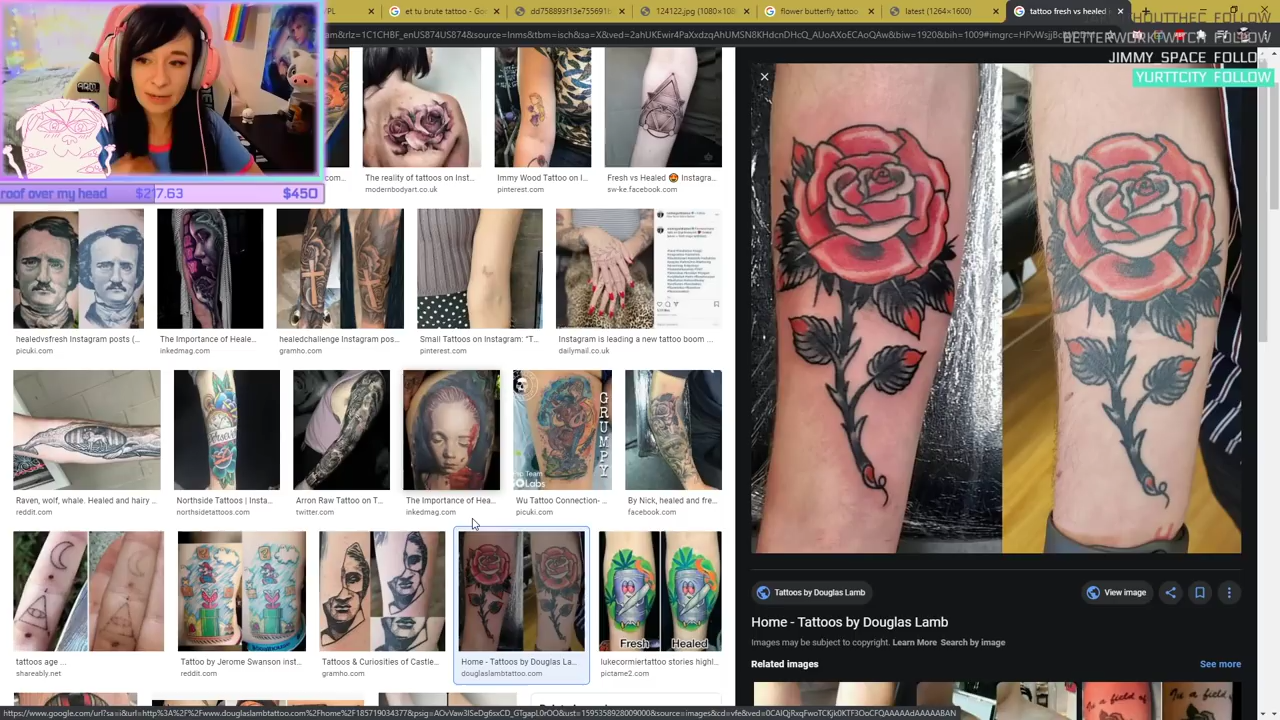 et tu brute tattoo - Goo
dd758893f13e755691b
124122.jpg (1080×10
flower butterfly tattoo
latest (1264×1600)
tattoo fresh vs healed
BETTERWORKTWITCH FOLLOW
JIMMY SPACE FOLLO
YURTTCITY FOLLOW
roof over my head $217.63 $450
The reality of tattoos on Inst...
modernbodyart.co.uk
Immy Wood Tattoo on I...
pinterest.com
Fresh vs Healed Instagra...
sw-ke.facebook.com
healedvsfresh Instagram posts (...
picuki.com
The Importance of Heale...
inkedmag.com
healedchallenge Instagram pos...
gramho.com
Small Tattoos on Instagram: "T...
pinterest.com
Instagram is leading a new tattoo boom ...
dailymail.co.uk
GRUMPY
Raven, wolf, whale. Healed and hairy ...
reddit.com
Northside Tattoos | Insta...
northsidetattoos.com
Arron Raw Tattoo on T...
twitter.com
The Importance of Hea...
inkedmag.com
Wu Tattoo Connection- ...
picuki.com
By Nick, healed and fre...
facebook.com
Fresh
Healed
tattoos age ...
shareably.net
Tattoo by Jerome Swanson inst...
reddit.com
Tattoos & Curiosities of Castle...
gramho.com
Home - Tattoos by Douglas La...
douglaslambtattoo.com
lukecormiertattoo stories highl...
pictame2.com
Tattoos by Douglas Lamb
View image
Home - Tattoos by Douglas Lamb
Images may be subject to copyright. Learn More Search by image
Related images
See more